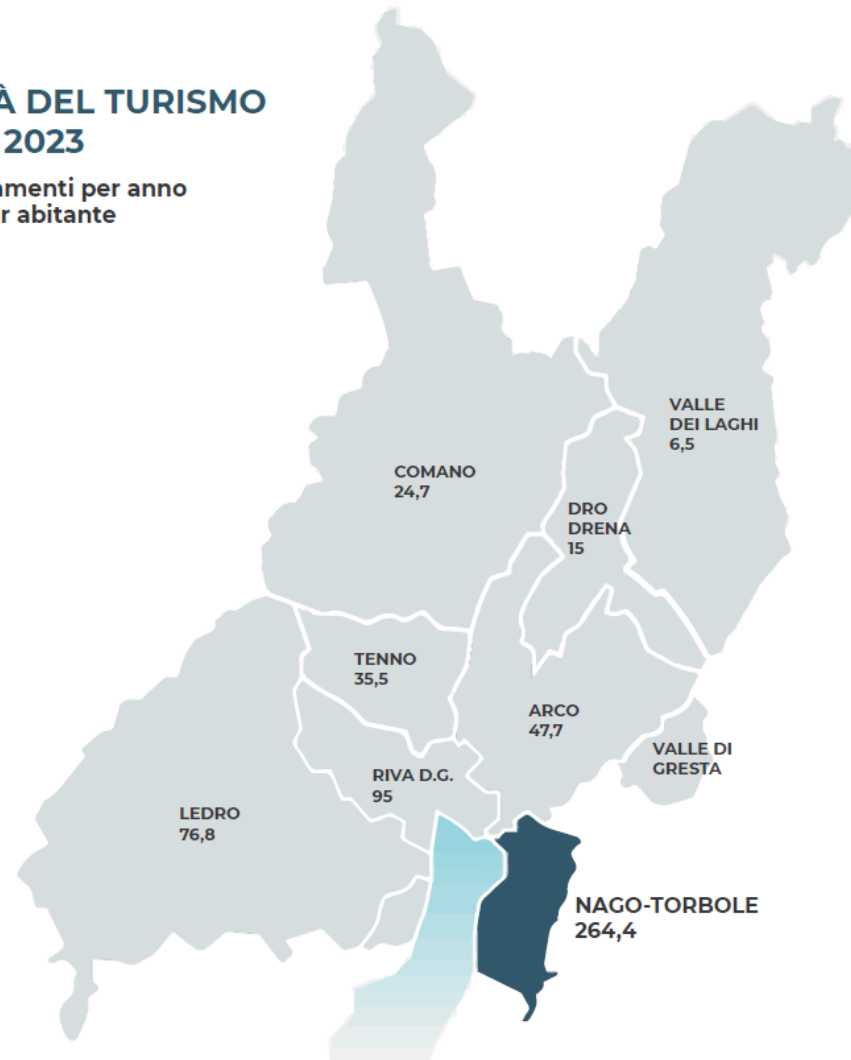 À DEL TURISMO
2023
amenti per anno
r abitante
VALLE
DEI LAGHI
6,5
COMANO
24,7
DRO
DRENA
15
TENNO
35,5
ARCO
47,7
VALLE DI
GRESTA
RIVA D.G.
95
LEDRO
76,8
NAGO-TORBOLE
264,4